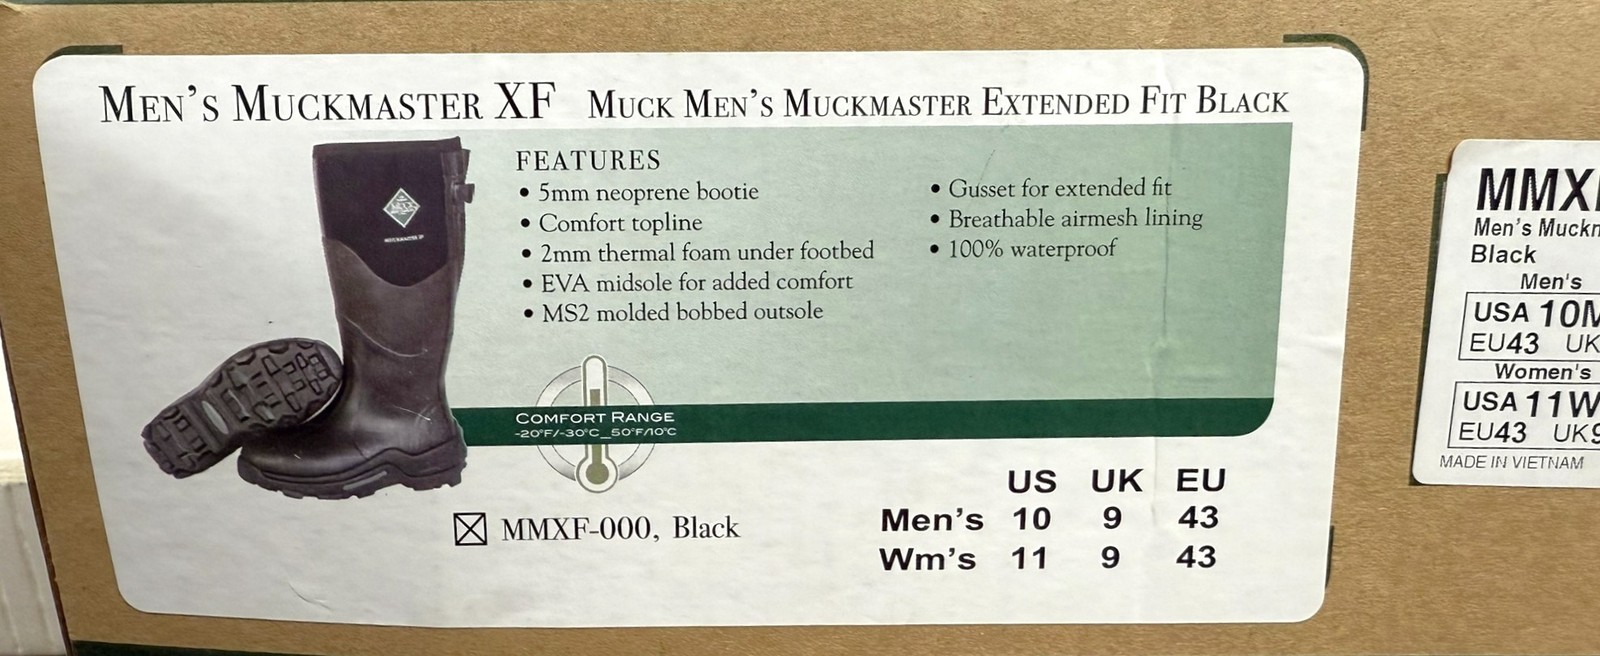 MEN'S MUCKMASTER XF MUCK MEN'S MUCKMASTER EXTENDED FIT BLACK
FEATURES
• 5mm neoprene bootie
• Comfort topline
• 2mm thermal foam under footbed
• EVA midsole for added comfort
• MS2 molded bobbed outsole
• Gusset for extended fit
• Breathable airmesh lining
• 100% waterproof
COMFORT RANGE
-20°F/-30°C_50°F/10°C
MMXF-000, Black
US UK EU
Men's 10 9 43
Wm's 11 9 43
MMX
Men's Muck
Black
Men's
USA 10
EU43 UK
Women's
USA 11W
EU43 UK9
MADE IN VIETNAM